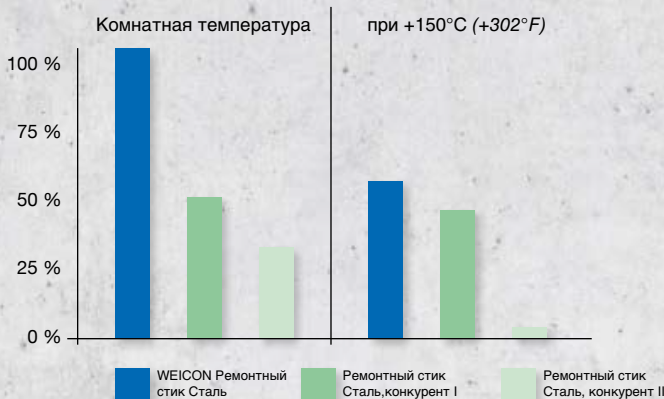 Комнатная температура
при +150°C (+302°F)
100 %
75 %
50 %
25 %
0 %
WEICON Ремонтный
стик Сталь
Ремонтный стик
Сталь,конкурент I
Ремонтный стик
Сталь, конкурент II